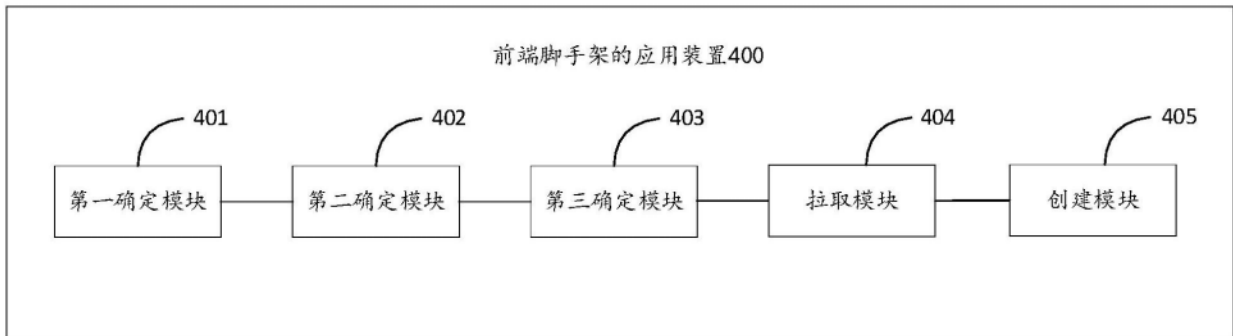 前端脚手架的应用装置400
401
402
403
404
405
第一确定模块
第二确定模块
第三确定模块
拉取模块
创建模块